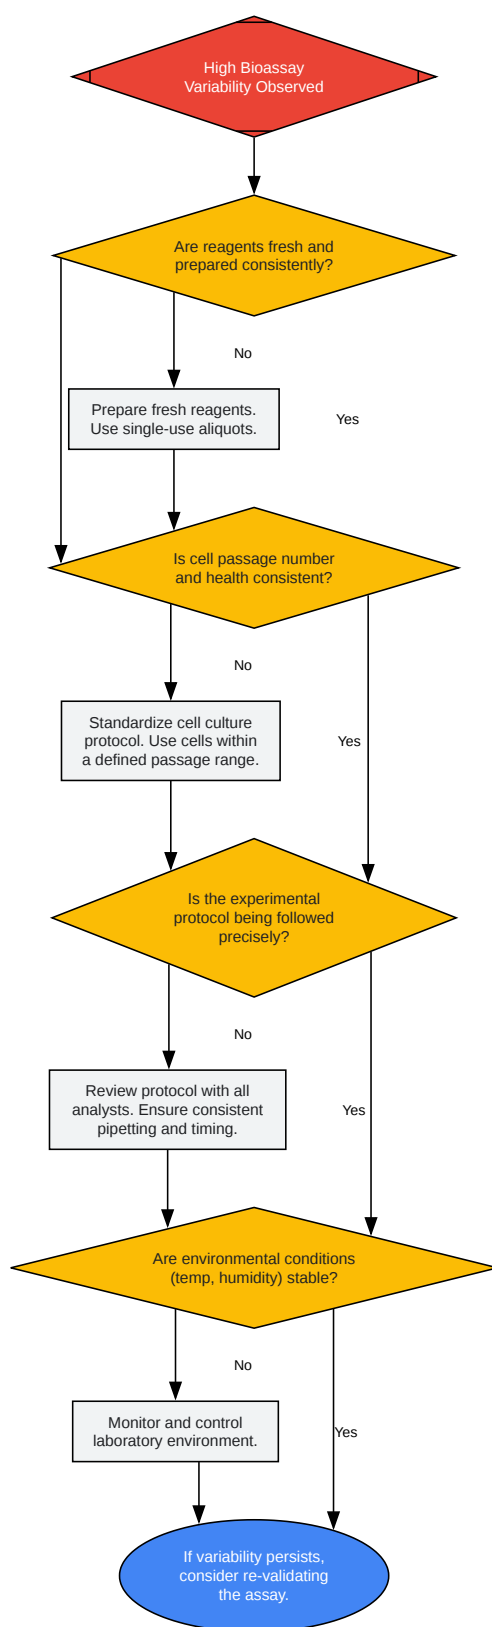 High Bioassay
Variability Observed
Are reagents fresh and
prepared consistently?
No
Prepare fresh reagents.
Use single-use aliquots.
Yes
Is cell passage number
and health consistent?
No
Standardize cell culture
protocol. Use cells within
a defined passage range.
Yes
Is the experimental
protocol being followed
precisely?
No
Review protocol with all
analysts. Ensure consistent
pipetting and timing.
Yes
Are environmental conditions
(temp, humidity) stable?
No
Monitor and control
laboratory environment.
Yes
If variability persists,
consider re-validating
the assay.